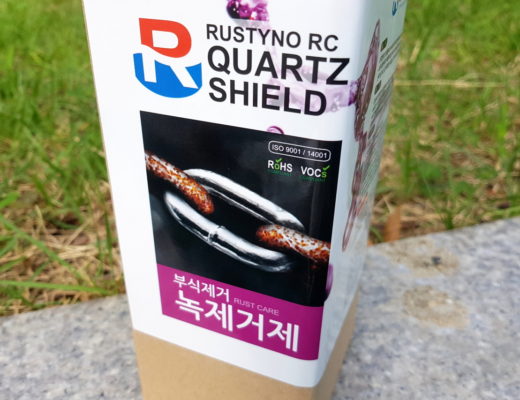 RUSTYNO RC
QUARTZ
SHIELD
ISO 9001 / 14001
RoHS VOCs
부식제거
녹제거제 RUST CARE